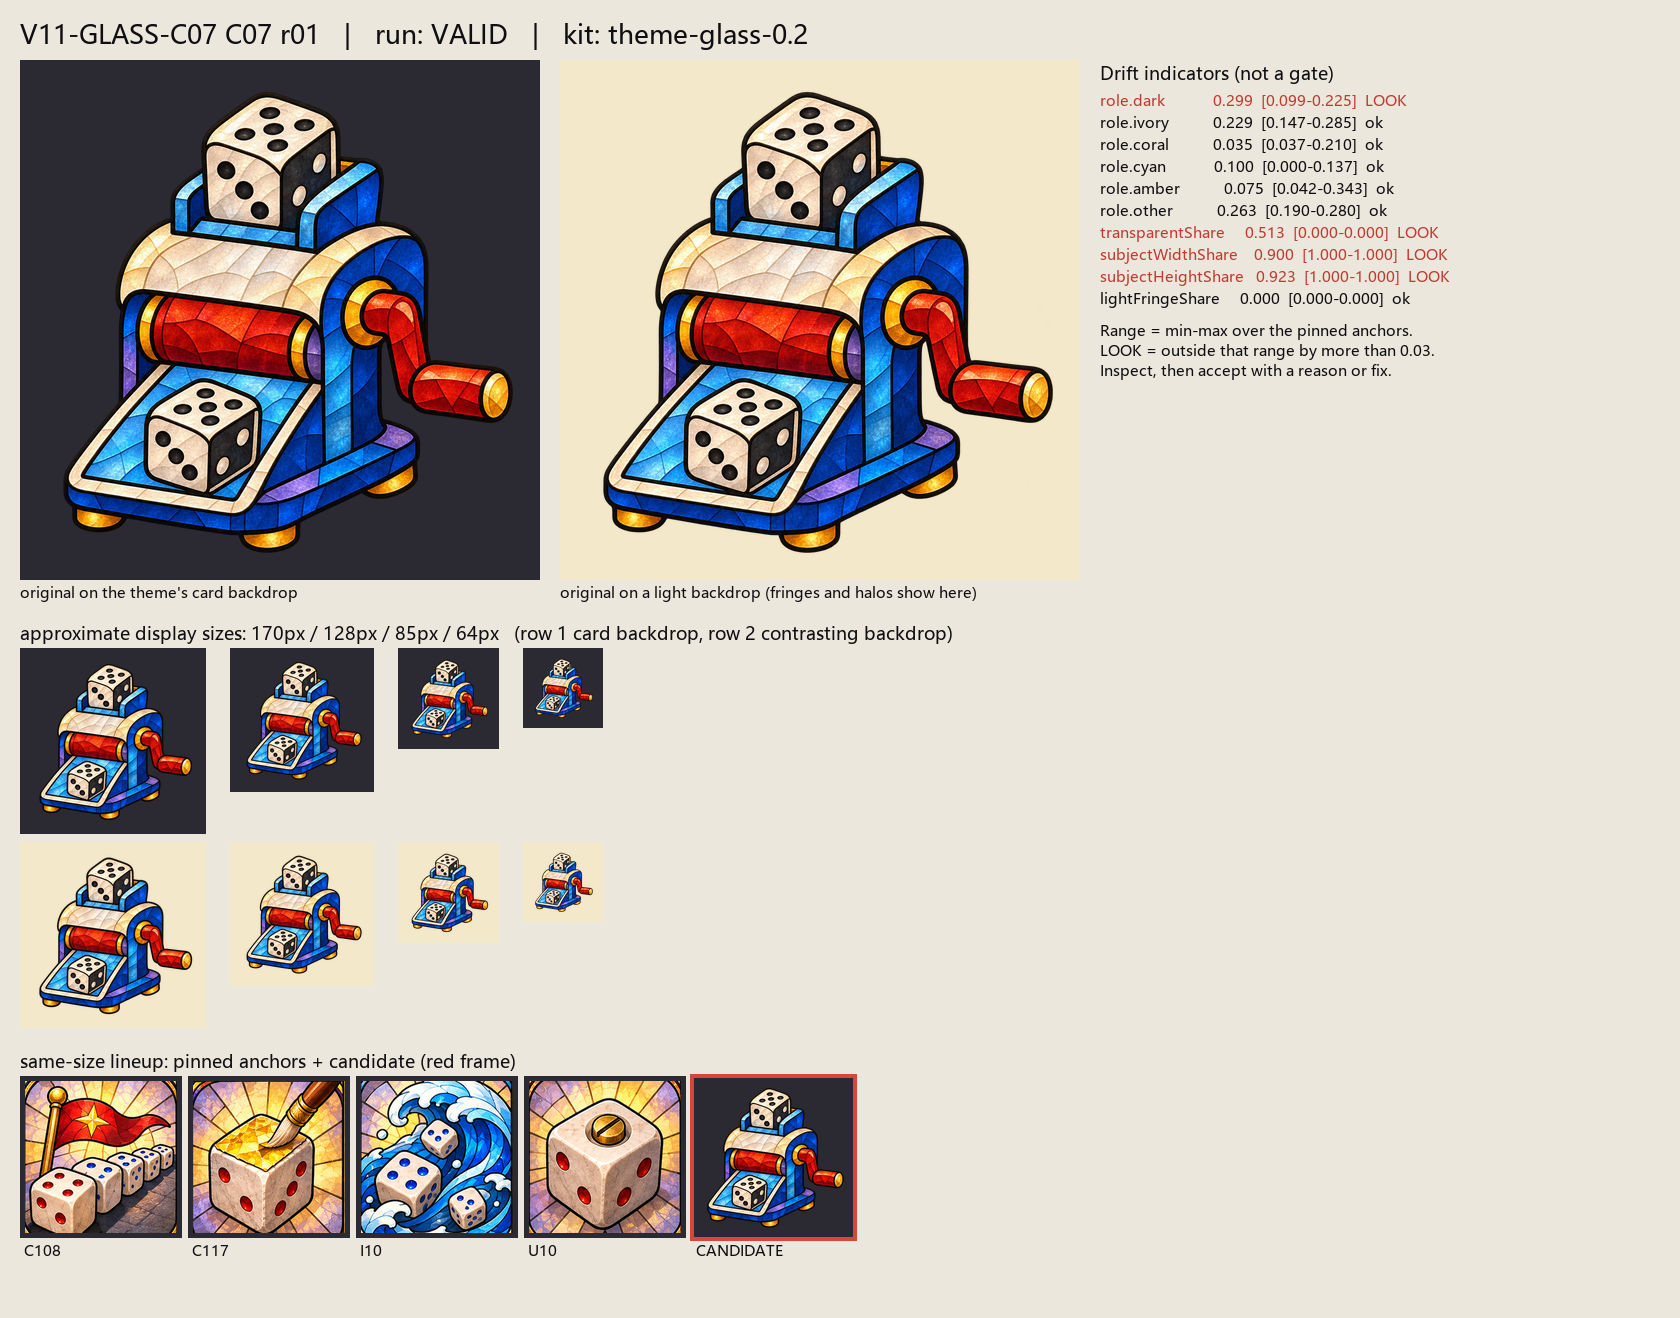 V11-GLASS-C07 C07 r01 | run: VALID | kit: theme-glass-0.2
Drift indicators (not a gate)
role.dark 0.299 [0.099-0.225] LOOK
role.ivory 0.229 [0.147-0.285] ok
role.coral 0.035 [0.037-0.210] ok
role.cyan 0.100 [0.000-0.137] ok
role.amber 0.075 [0.042-0.343] ok
role.other 0.263 [0.190-0.280] ok
transparentShare 0.513 [0.000-0.000] LOOK
subjectWidthShare 0.900 [1.000-1.000] LOOK
subjectHeightShare 0.923 [1.000-1.000] LOOK
lightFringeShare 0.000 [0.000-0.000] ok
Range = min-max over the pinned anchors.
LOOK = outside that range by more than 0.03.
Inspect, then accept with a reason or fix.
original on the theme's card backdrop
original on a light backdrop (fringes and halos show here)
approximate display sizes: 170px / 128px / 85px / 64px (row 1 card backdrop, row 2 contrasting backdrop)
same-size lineup: pinned anchors + candidate (red frame)
C108
C117
I10
U10
CANDIDATE